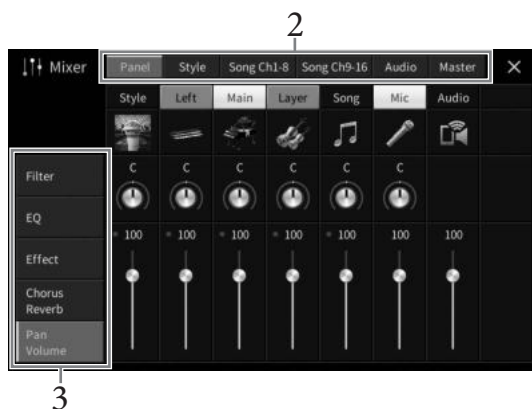 2
Mixer Panel Style Song Ch1-8 Song Ch9-16 Audio Master ×
Style Left Main Layer Song Mic Audio
C C C C C C
Filter
EQ
100 100 100 100 100 100 100
Effect
Chorus
Reverb
Pan
Volume
3